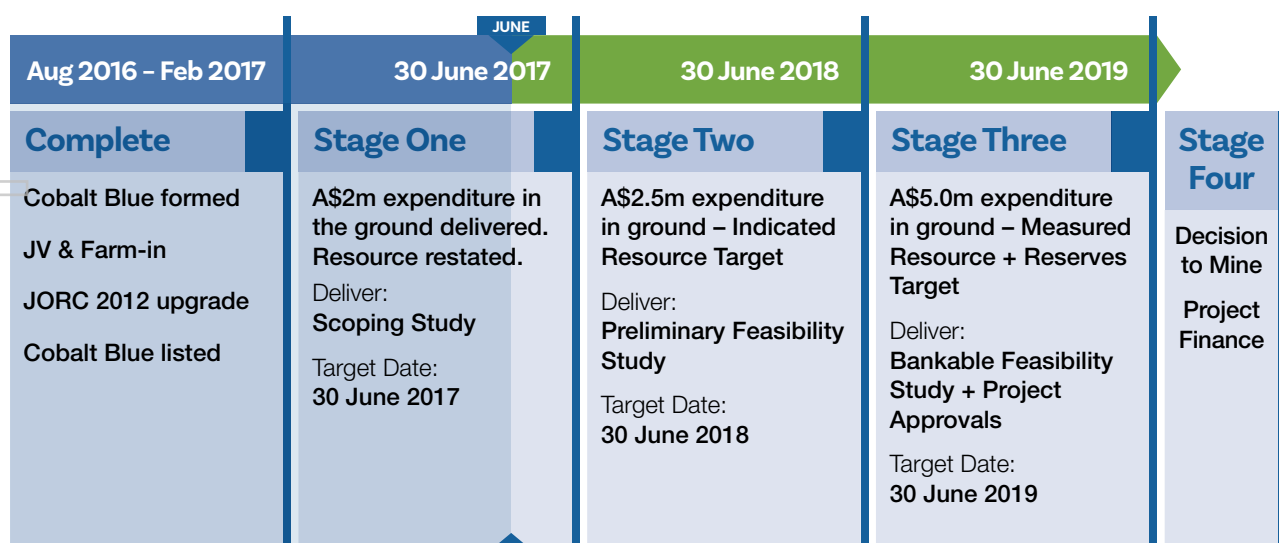 JUNE
Aug 2016 – Feb 2017
30 June 2017
30 June 2018
30 June 2019
Complete
Cobalt Blue formed
JV & Farm-in
JORC 2012 upgrade
Cobalt Blue listed
Stage One
A$2m expenditure in
the ground delivered.
Resource restated.
Deliver:
Scoping Study
Target Date:
30 June 2017
Stage Two
A$2.5m expenditure
in ground – Indicated
Resource Target
Deliver:
Preliminary Feasibility
Study
Target Date:
30 June 2018
Stage Three
A$5.0m expenditure
in ground – Measured
Resource + Reserves
Target
Deliver:
Bankable Feasibility
Study + Project
Approvals
Target Date:
30 June 2019
Stage
Four
Decision
to Mine
Project
Finance